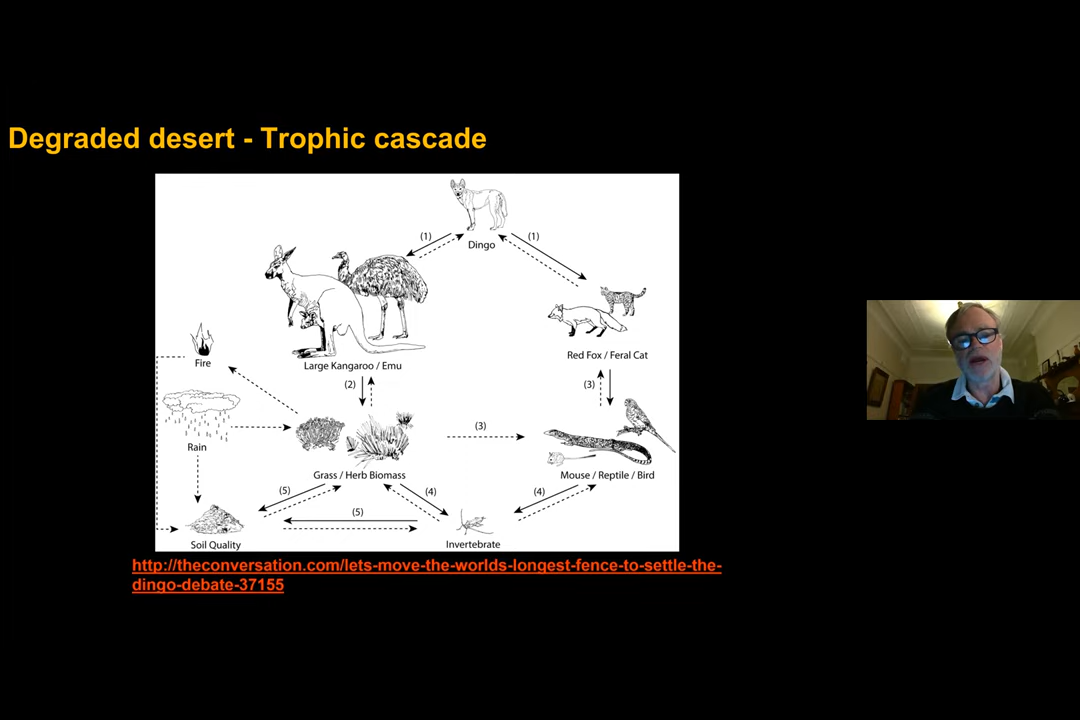 Degraded desert - Trophic cascade
(1)
(1)
Dingo
Red Fox / Feral Cat
Fire
Large Kangaroo / Emu
(2)
(3)
Rain
(3)
Grass / Herb Biomass
Mouse / Reptile / Bird
(5)
(4)
(4)
(5)
Soil Quality
Invertebrate
http://theconversation.com/lets-move-the-worlds-longest-fence-to-settle-the-
dingo-debate-37155